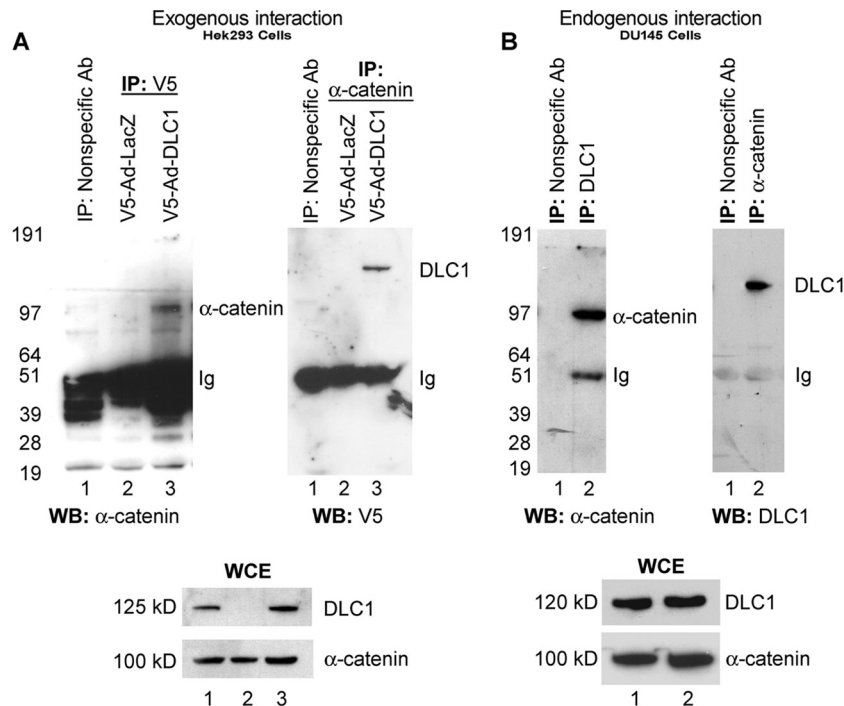 Exogenous interaction
Hek293 Cells
Endogenous interaction
DU145 Cells
A
B
IP: Nonspecific Ab
IP: V5
V5-Ad-LacZ
V5-Ad-DLC1
IP: Nonspecific Ab
IP:
α-catenin
V5-Ad-LacZ
V5-Ad-DLC1
IP: Nonspecific Ab
IP: DLC1
IP: Nonspecific Ab
IP: α-catenin
191
97
64
51
39
28
19
α-catenin
Ig
DLC1
Ig
191
97
64
51
39
28
19
α-catenin
Ig
DLC1
Ig
1 2 3
WB: α-catenin
1 2 3
WB: V5
1 2
WB: α-catenin
1 2
WB: DLC1
WCE
125 kD
DLC1
100 kD
α-catenin
1 2 3
WCE
120 kD
DLC1
100 kD
α-catenin
1 2